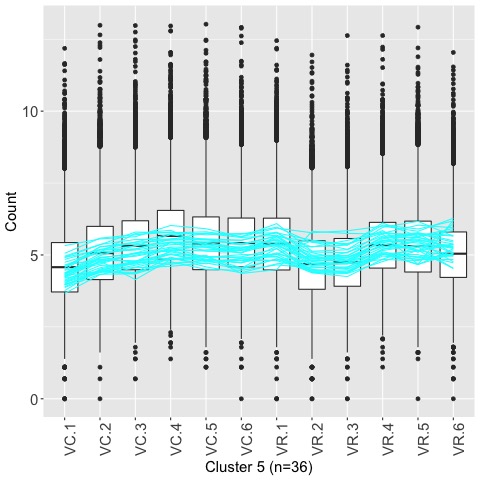 Count
10
5
0
VC.1
VC.2
VC.3
VC.4
VC.5
VC.6
VR.1
VR.2
VR.3
VR.4
VR.5
VR.6
Cluster 5 (n=36)